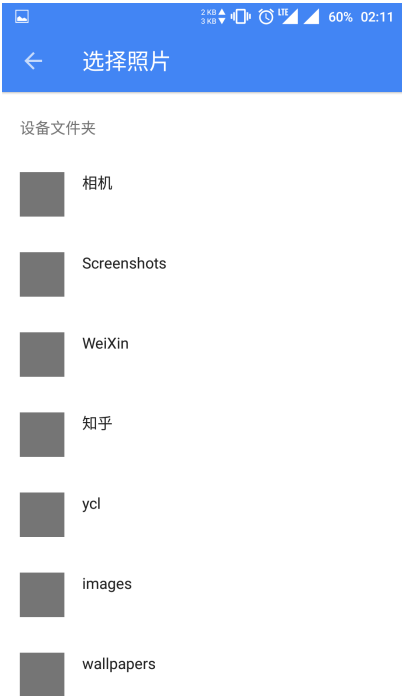 2 KB
3 KB
LTE
60% 02:11
选择照片
设备文件夹
相机
Screenshots
WeiXin
知乎
ycl
images
wallpapers